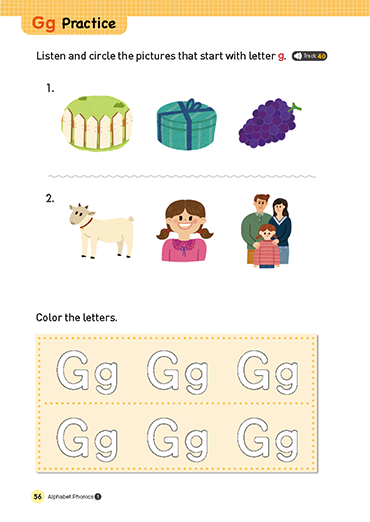 Gg Practice
Listen and circle the pictures that start with letter g. Track 40
1.
2.
Color the letters.
Gg Gg Gg
Gg Gg Gg
56 Alphabet Phonics 1